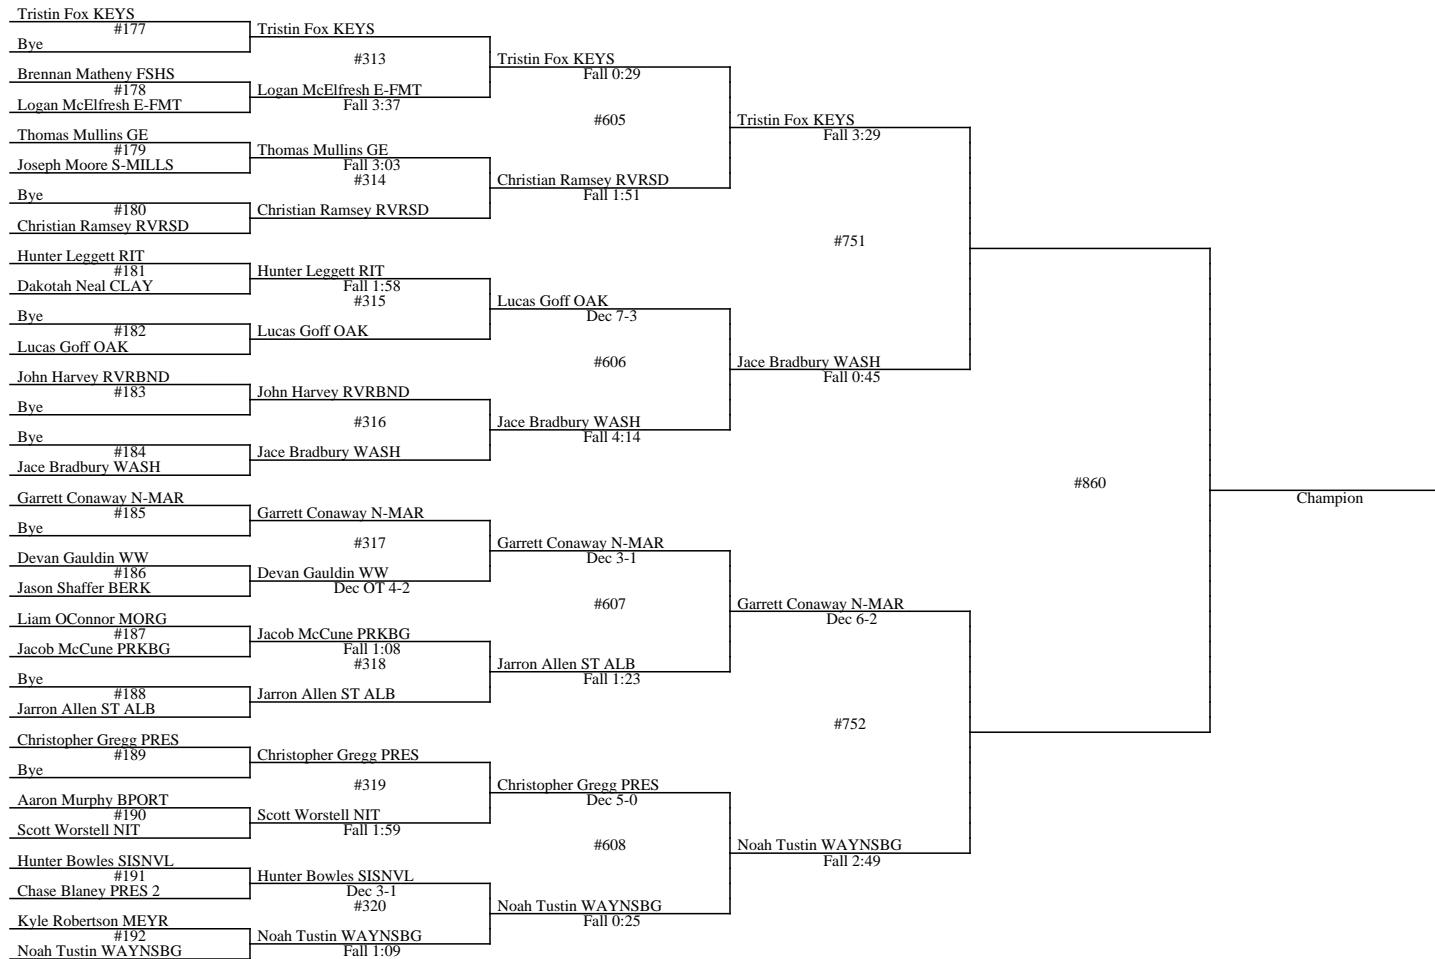 Tristin Fox KEYS
#177
Bye
Brennan Matheny FSHS
#178
Logan McElfresh E-FMT
Thomas Mullins GE
#179
Joseph Moore S-MILLS
Bye
#180
Christian Ramsey RVRSD
Hunter Leggett RIT
#181
Dakotah Neal CLAY
Bye
#182
Lucas Goff OAK
John Harvey RVRBND
#183
Bye
Bye
#184
Jace Bradbury WASH
Garrett Conaway N-MAR
#185
Bye
Devan Gauldin WW
#186
Jason Shaffer BERK
Liam OConnor MORG
#187
Jacob McCune PRKBG
Bye
#188
Jarron Allen ST ALB
Christopher Gregg PRES
#189
Bye
Aaron Murphy BPORT
#190
Scott Worstell NIT
Hunter Bowles SISNVL
#191
Chase Blaney PRES 2
Kyle Robertson MEYR
#192
Noah Tustin WAYNSBG
Tristin Fox KEYS
#313
Logan McElfresh E-FMT
Fall 3:37
Thomas Mullins GE
Fall 3:03
#314
Christian Ramsey RVRSD
Hunter Leggett RIT
Fall 1:58
#315
Lucas Goff OAK
John Harvey RVRBND
#316
Jace Bradbury WASH
Garrett Conaway N-MAR
#317
Devan Gauldin WW
Dec OT 4-2
Jacob McCune PRKBG
Fall 1:08
#318
Jarron Allen ST ALB
Christopher Gregg PRES
#319
Scott Worstell NIT
Fall 1:59
Hunter Bowles SISNVL
Dec 3-1
#320
Noah Tustin WAYNSBG
Fall 1:09
Tristin Fox KEYS
Fall 0:29
#605
Christian Ramsey RVRSD
Fall 1:51
Lucas Goff OAK
Dec 7-3
#606
Jace Bradbury WASH
Fall 4:14
Garrett Conaway N-MAR
Dec 3-1
#607
Jarron Allen ST ALB
Fall 1:23
Christopher Gregg PRES
Dec 5-0
#608
Noah Tustin WAYNSBG
Fall 0:25
Tristin Fox KEYS
Fall 3:29
#751
Jace Bradbury WASH
Fall 0:45
Garrett Conaway N-MAR
Dec 6-2
#752
Noah Tustin WAYNSBG
Fall 2:49
#860
Champion